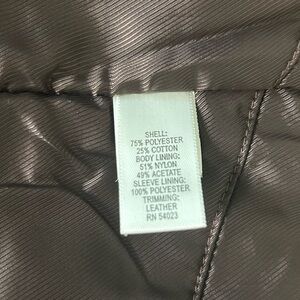 SHELL:
75% POLYESTER
25% COTTON
BODY LINING:
51% NYLON
49% ACETATE
SLEEVE LINING:
100% POLYESTER
TRIMMING:
LEATHER
RN 54023